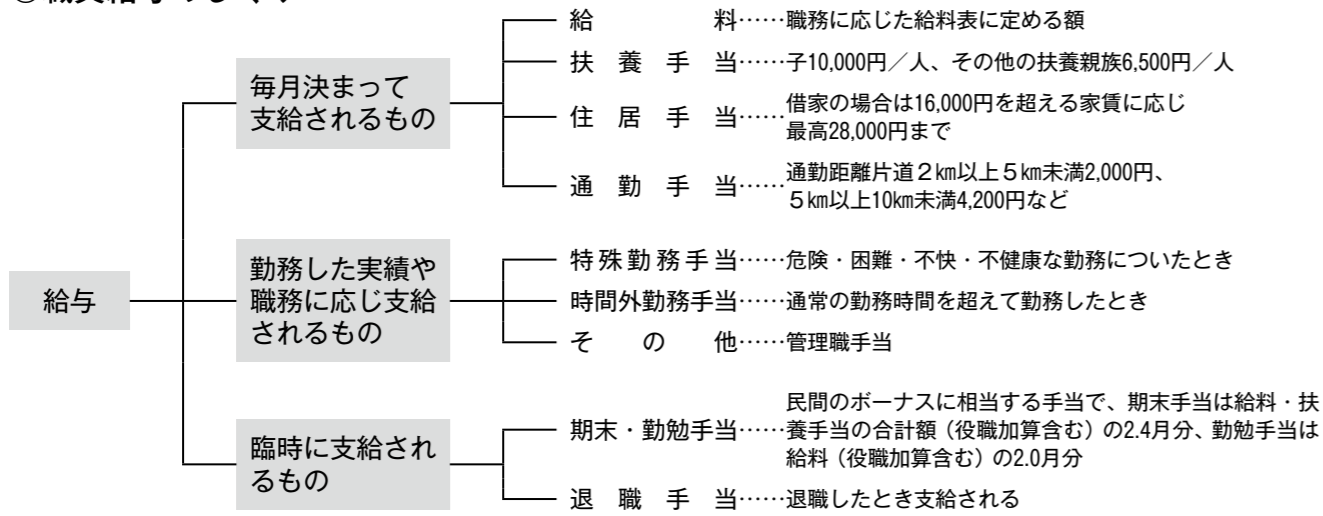 給与
毎月決まって
支給されるもの
給料……職務に応じた給料表に定める額
扶養手当……子10,000円／人、その他の扶養親族6,500円／人
住居手当……借家の場合は16,000円を超える家賃に応じ
最高28,000円まで
通勤手当……通勤距離片道２㎞以上５㎞未満2,000円、
５㎞以上10㎞未満4,200円など
勤務した実績や
職務に応じ支給
されるもの
特殊勤務手当……危険・困難・不快・不健康な勤務についたとき
時間外勤務手当……通常の勤務時間を超えて勤務したとき
その他……管理職手当
臨時に支給され
るもの
期末・勤勉手当……民間のボーナスに相当する手当で、期末手当は給料・扶
養手当の合計額（役職加算含む）の2.4月分、勤勉手当は
給料（役職加算含む）の2.0月分
退職手当……退職したとき支給される